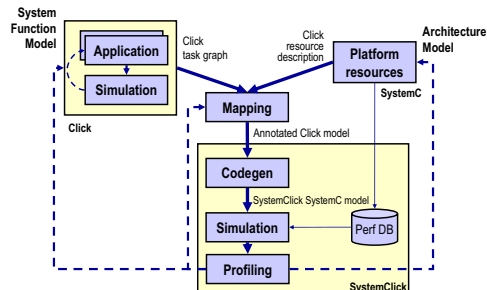 System
Function
Model
Application
Simulation
Click
Click
task graph
Click
resource
description
Architecture
Model
Platform
resources
SystemC
Mapping
Annotated Click model
Codegen
SystemClick SystemC model
Simulation
Perf DB
Profiling
SystemClick